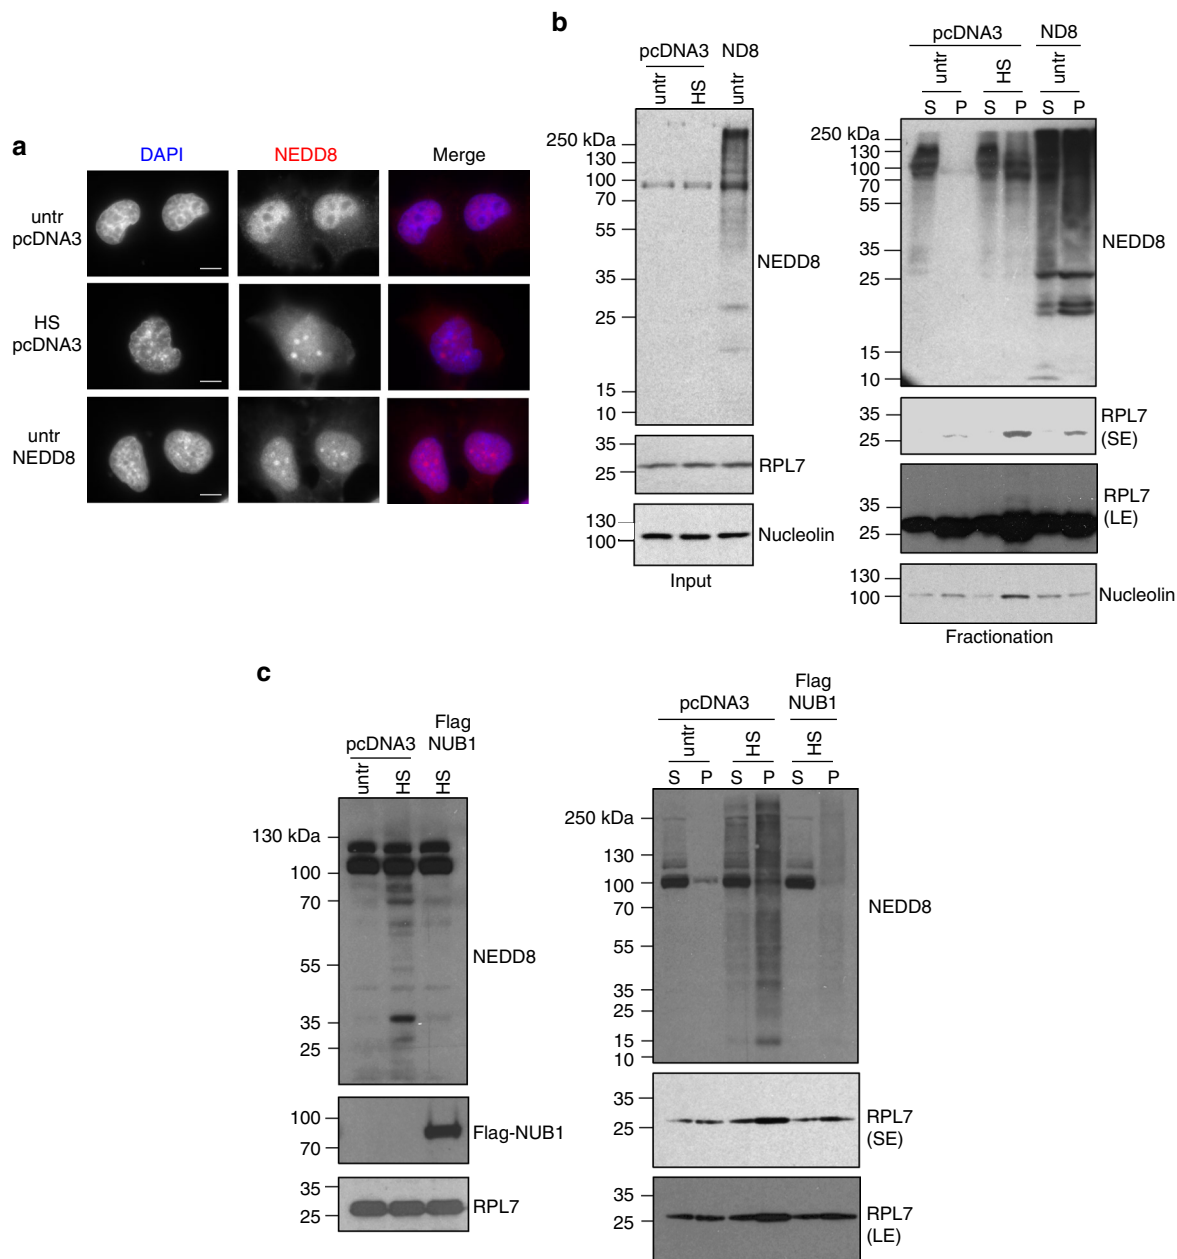 a
DAPI NEDD8 Merge
untr
pcDNA3
HS
pcDNA3
untr
NEDD8
b
pcDNA3 ND8
untr HS untr
250 kDa
130
100
70
55
35
25
15
10
NEDD8
35
25
RPL7
130
100
Nucleolin
Input
pcDNA3 ND8
untr HS untr
S P S P S P
250 kDa
130
100
70
55
35
25
15
10
NEDD8
35
25
RPL7
(SE)
35
25
RPL7
(LE)
130
100
Nucleolin
Fractionation
c
Flag
pcDNA3 NUB1
untr HS HS
130 kDa
100
70
55
35
25
NEDD8
100
70
Flag-NUB1
35
25
RPL7
Flag
pcDNA3 NUB1
untr HS HS
S P S P S P
250 kDa
130
100
70
55
35
25
15
10
NEDD8
35
25
RPL7
(SE)
35
25
RPL7
(LE)